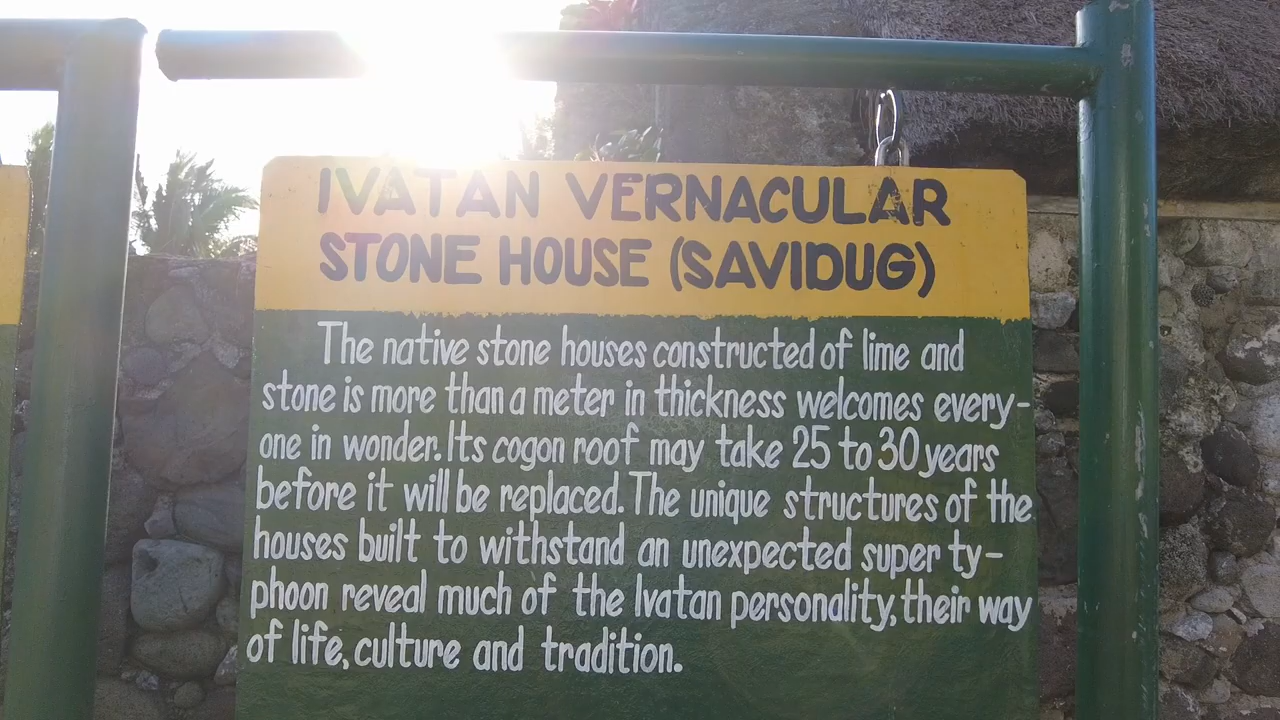 IVATAN VERNACULAR
STONE HOUSE (SAVIDUG)
The native stone houses constructed of lime and
stone is more than a meter in thickness welcomes every-
one in wonder. Its cogon roof may take 25 to 30 years
before it will be replaced. The unique structures of the
houses built to withstand an unexpected super ty-
phoon reveal much of the Ivatan personality, their way
of life, culture and tradition.